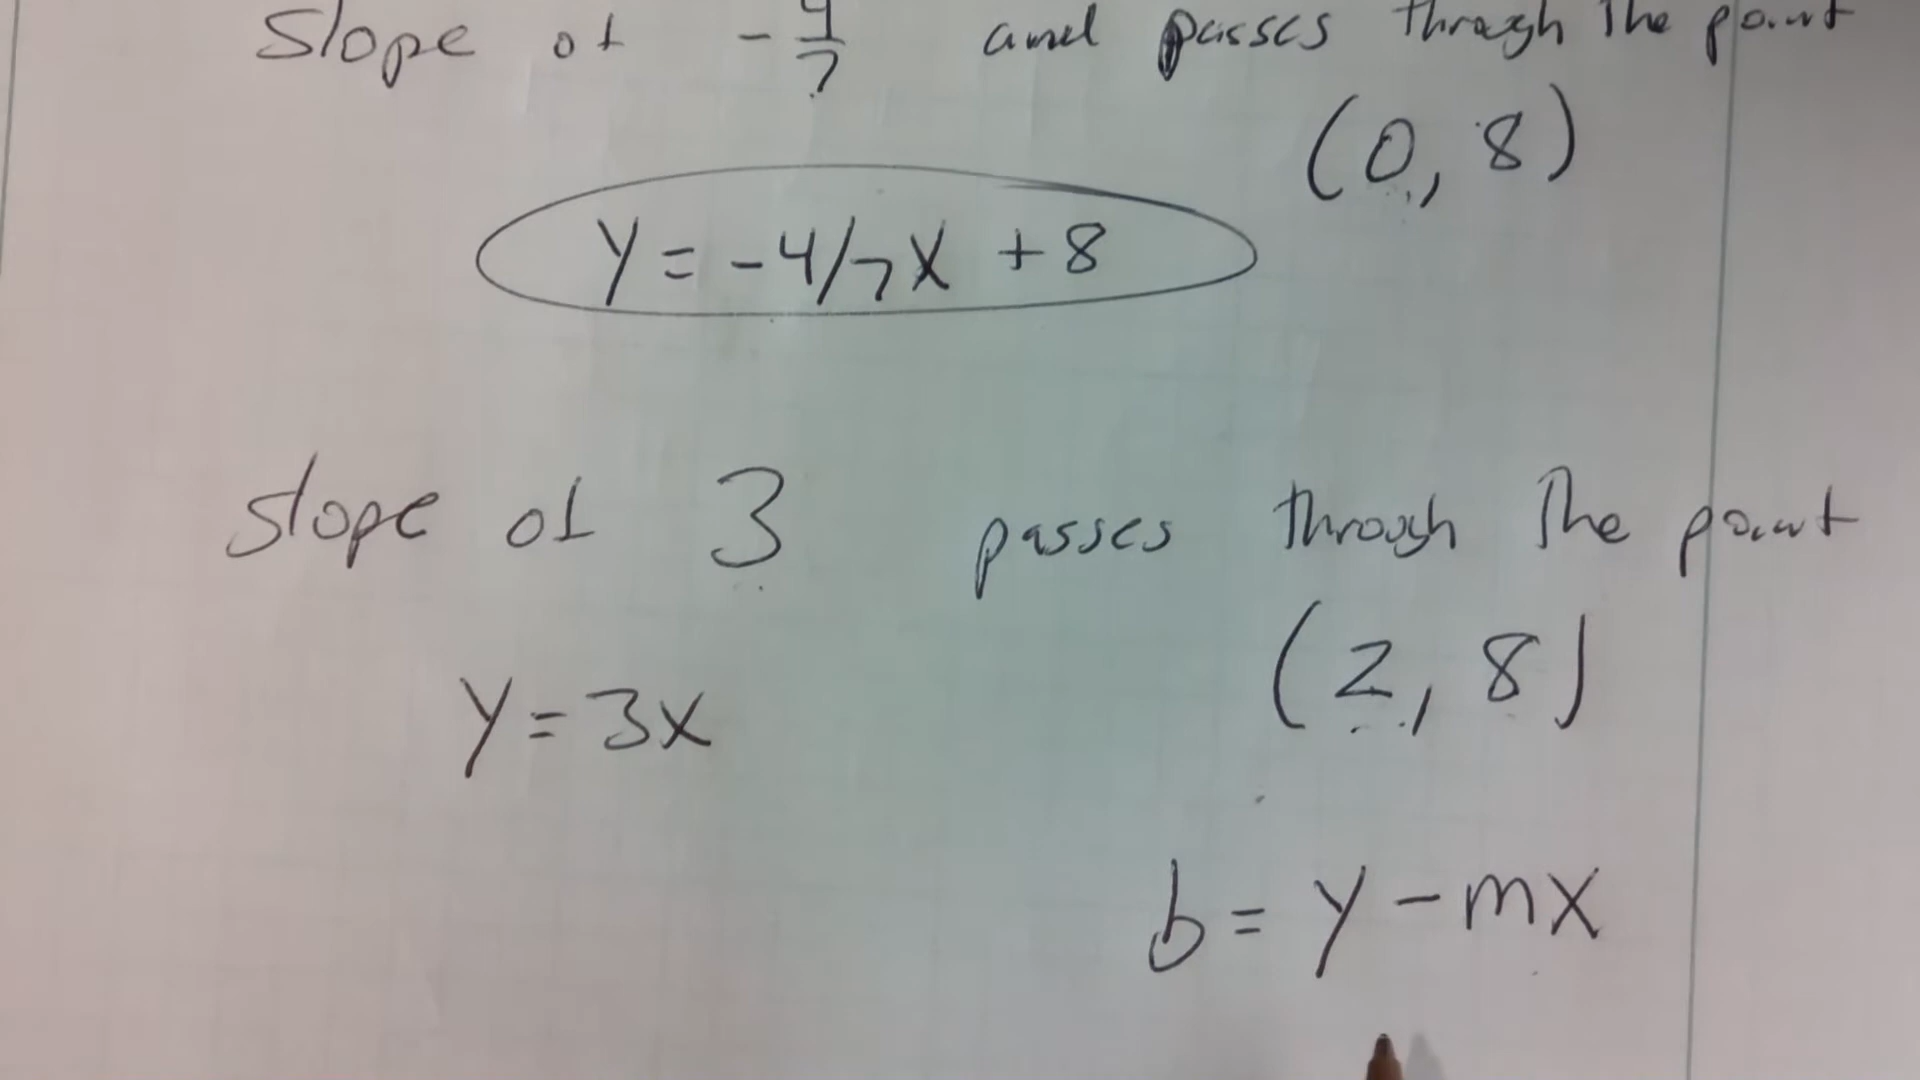 Slope of -4/7 and passes through the point
(0, 8)
y = -4/7x + 8
slope of 3 passes through the point
(2, 8)
y = 3x
b = y - mx